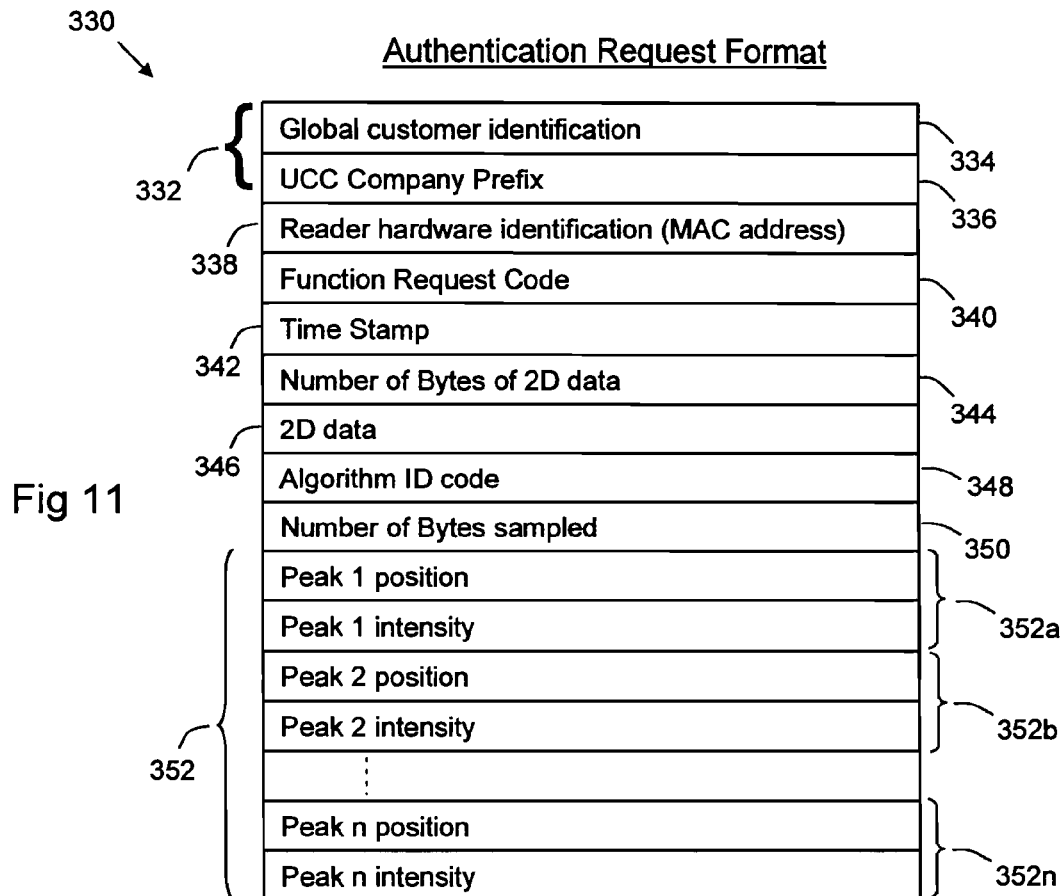 330
Authentication Request Format
Global customer identification
334
332
UCC Company Prefix
336
Reader hardware identification (MAC address)
338
Function Request Code
340
Time Stamp
342
Number of Bytes of 2D data
344
2D data
346
Algorithm ID code
348
Fig 11
Number of Bytes sampled
350
Peak 1 position
Peak 1 intensity
352a
Peak 2 position
Peak 2 intensity
352b
352
Peak n position
Peak n intensity
352n